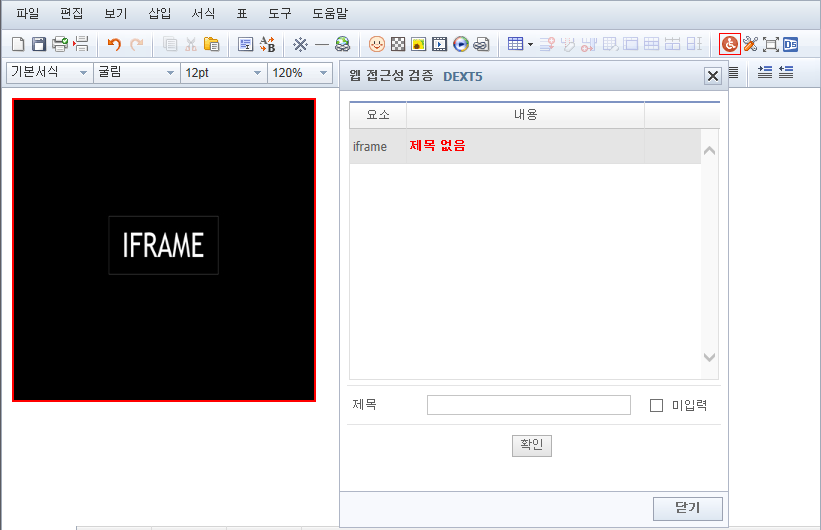 파일 편집 보기 삽입 서식 표 도구 도움말
기본서식 굴림 12pt 120%
웹 접근성 검증 DEXT5
요소 내용
iframe 제목 없음
IFRAME
제목 미입력
확인
닫기